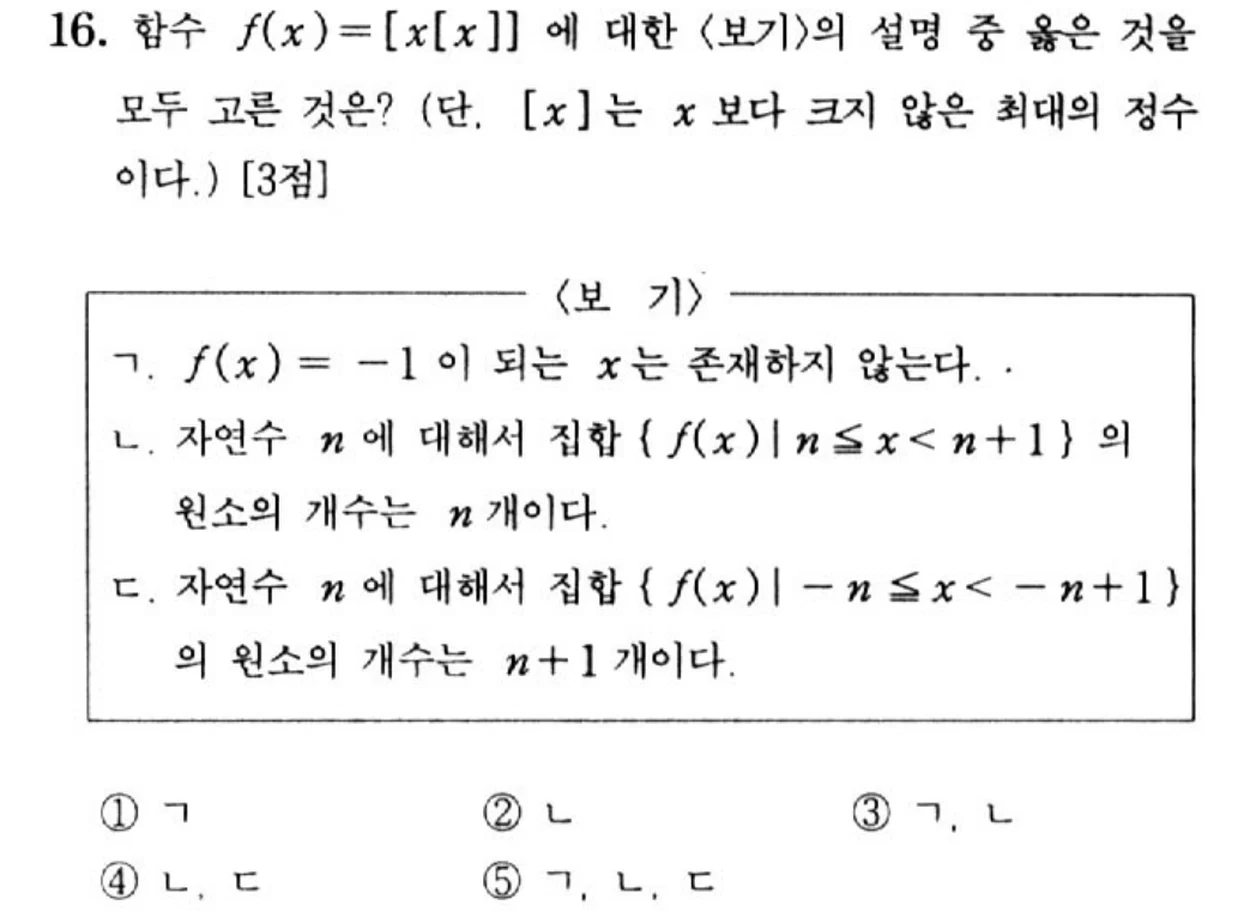 16. 함수 f(x)=[x[x]] 에 대한 〈보기〉의 설명 중 옳은 것을
모두 고른 것은? (단, [x]는 x 보다 크지 않은 최대의 정수
이다.) [3점]
〈보 기〉
ㄱ. f(x)= -1 이 되는 x는 존재하지 않는다.
ㄴ. 자연수 n 에 대해서 집합 { f(x)| n ≦ x < n+1 } 의
원소의 개수는 n 개이다.
ㄷ. 자연수 n 에 대해서 집합 { f(x)| -n ≦ x < -n+1 }
의 원소의 개수는 n+1 개이다.
① ㄱ ② ㄴ ③ ㄱ, ㄴ
④ ㄴ, ㄷ ⑤ ㄱ, ㄴ, ㄷ